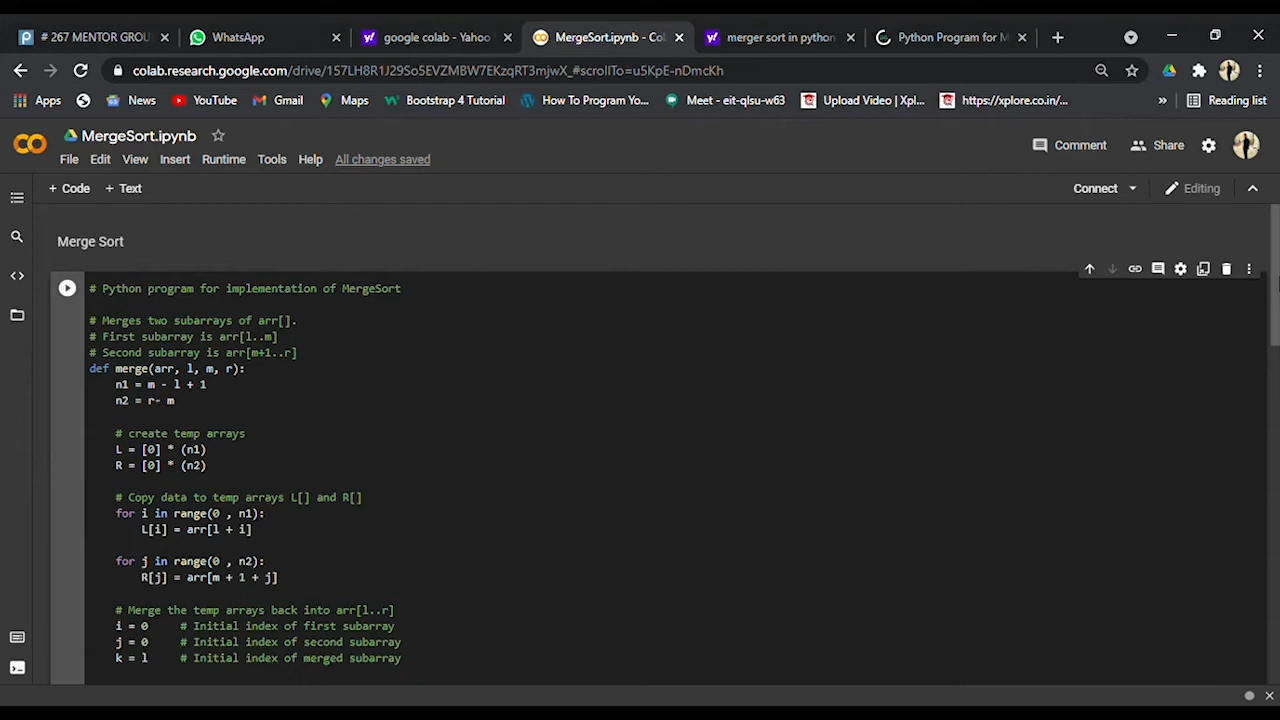 # 267 MENTOR GROU
WhatsApp
google colab - Yahoo
MergeSort.ipynb - Col
merger sort in python
Python Program for M
colab.research.google.com/drive/157LH8R1J29So5EVZMBW7EKzqRT3mjwX_#scrollTo=u5KpE-nDmcKh
Apps
News
YouTube
Gmail
Maps
Bootstrap 4 Tutorial
How To Program Yo...
Meet - eit-qlsu-w63
Upload Video | Xpl...
https://xplore.co.in/...
»
Reading list
MergeSort.ipynb
Comment
Share
File Edit View Insert Runtime Tools Help All changes saved
+ Code + Text
Connect
Editing
Merge Sort
# Python program for implementation of MergeSort
# Merges two subarrays of arr[].
# First subarray is arr[l..m]
# Second subarray is arr[m+1..r]
def merge(arr, l, m, r):
n1 = m - l + 1
n2 = r- m
# create temp arrays
L = [0] * (n1)
R = [0] * (n2)
# Copy data to temp arrays L[] and R[]
for i in range(0 , n1):
L[i] = arr[l + i]
for j in range(0 , n2):
R[j] = arr[m + 1 + j]
# Merge the temp arrays back into arr[l..r]
i = 0 # Initial index of first subarray
j = 0 # Initial index of second subarray
k = l # Initial index of merged subarray